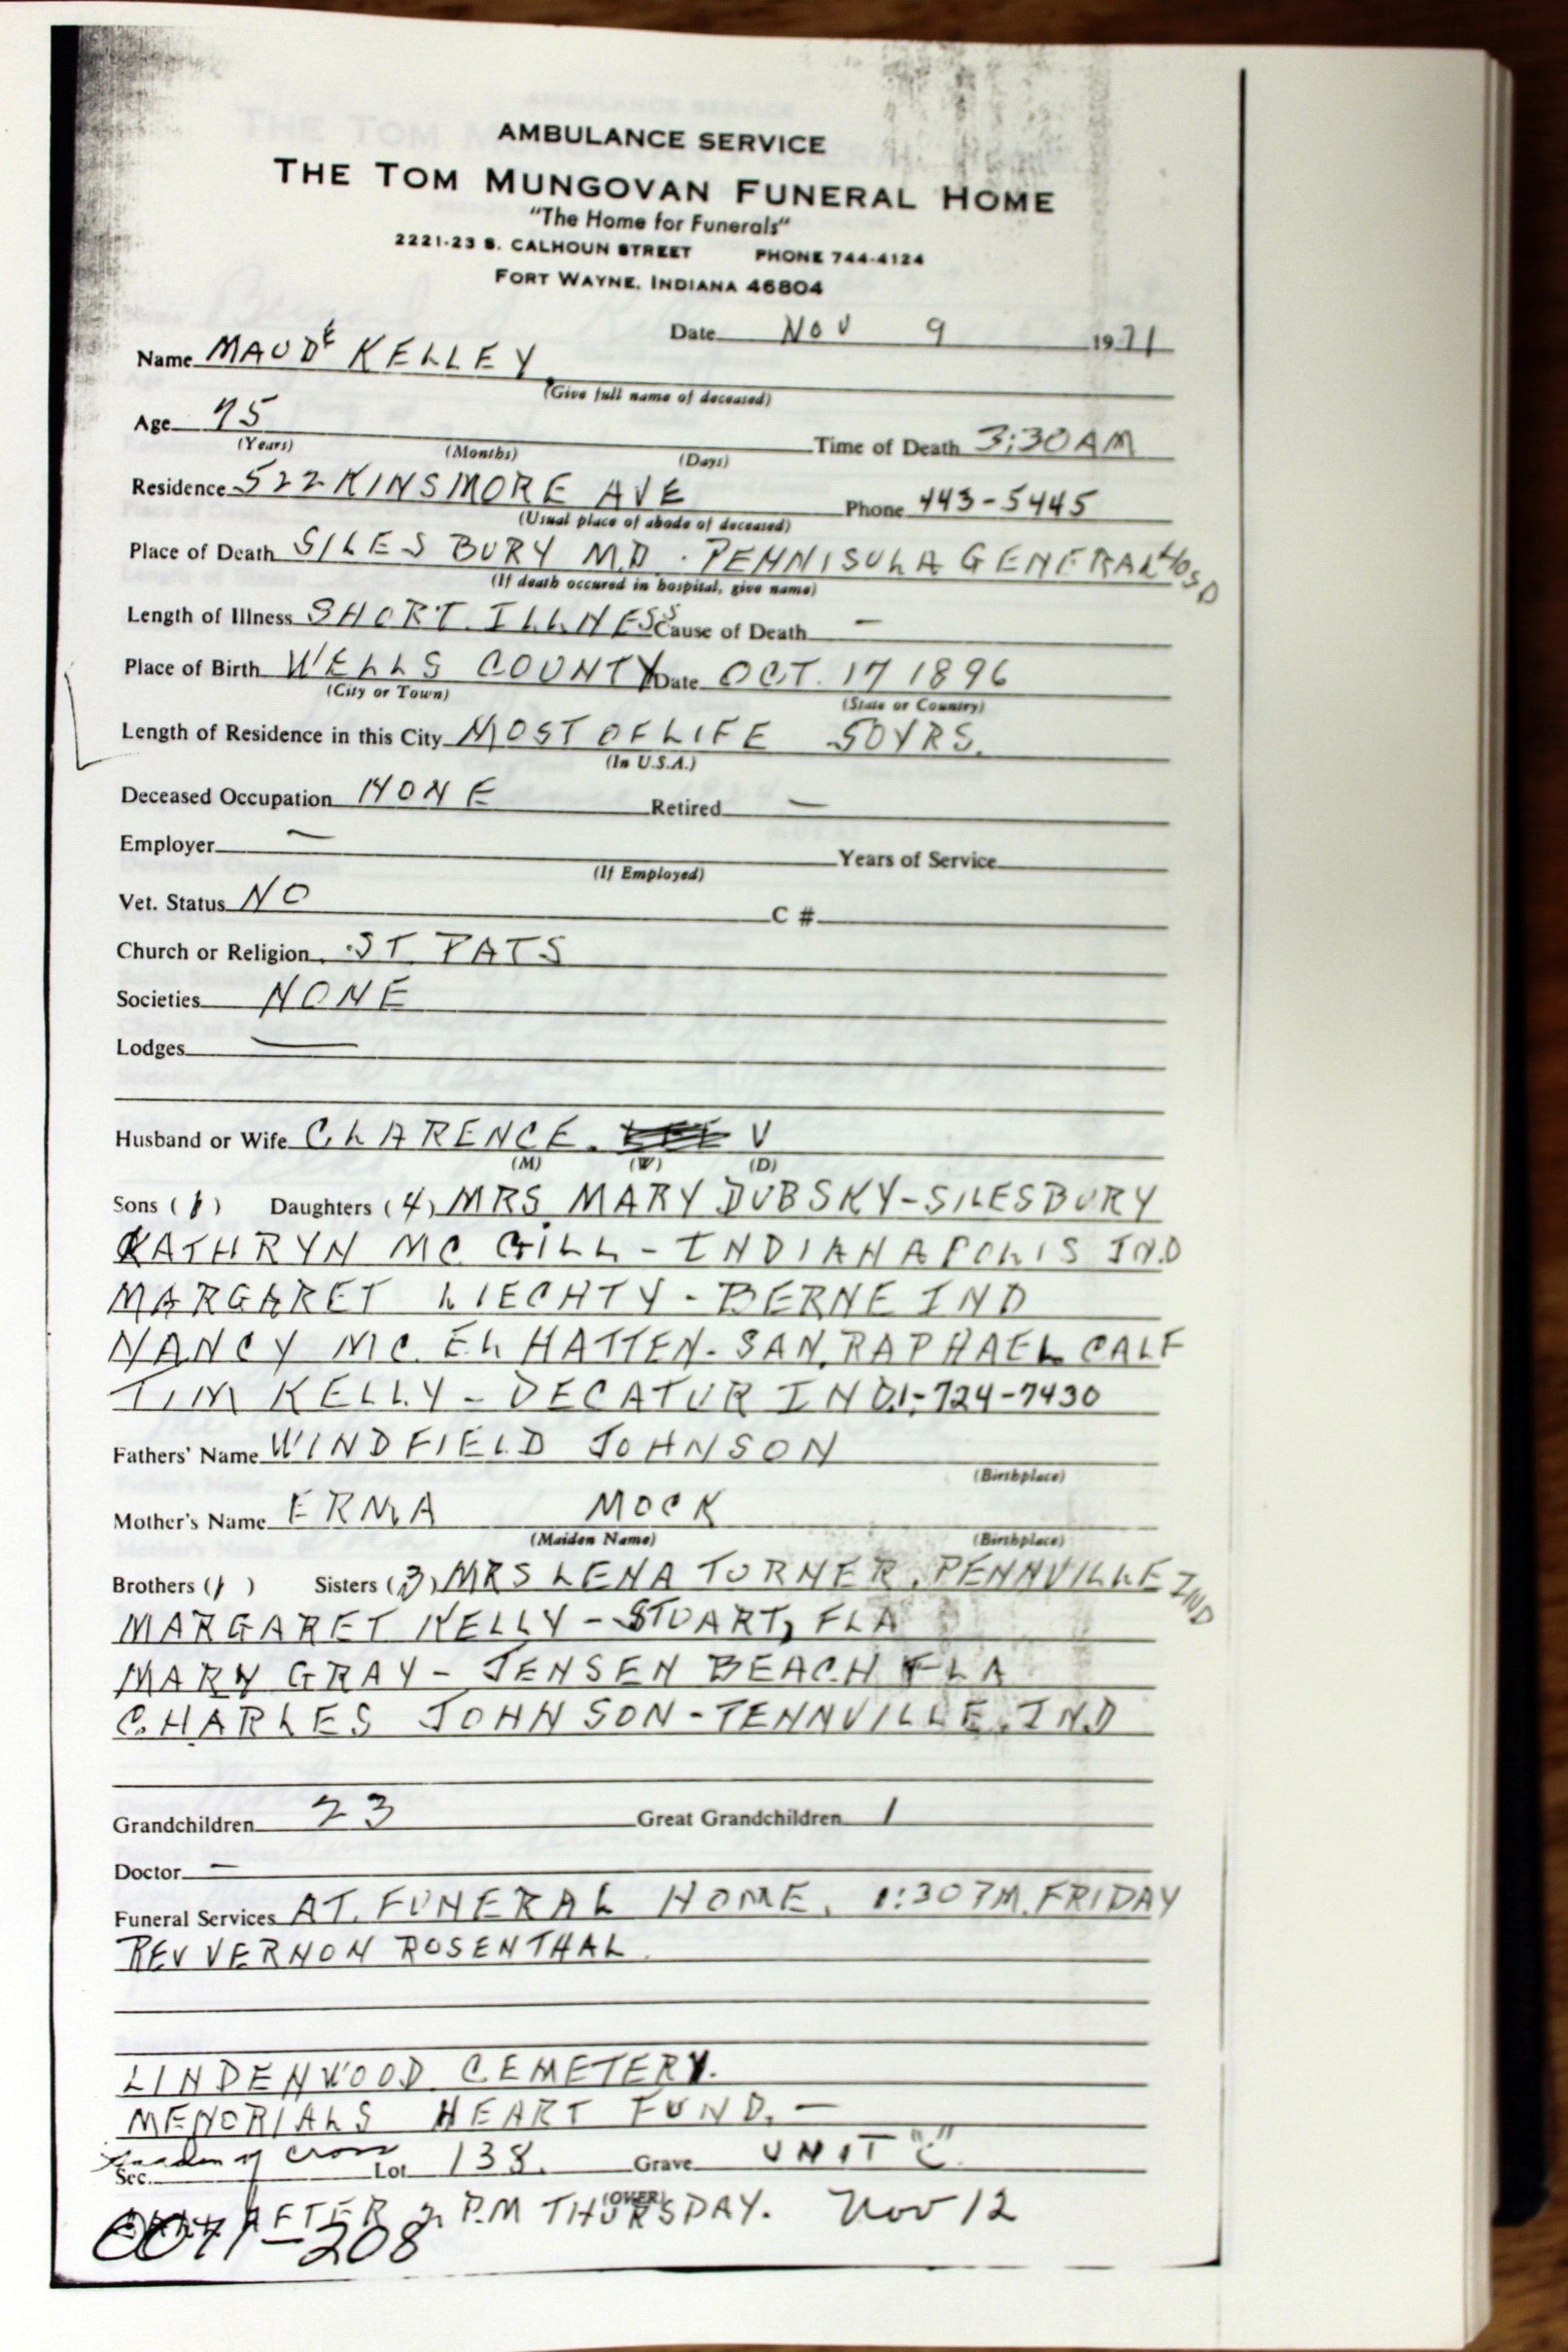 AMBULANCE SERVICE
THE TOM MUNGOVAN FUNERAL HOME
"The Home for Funerals"
2221-23 S. CALHOUN STREET PHONE 744-4124
FORT WAYNE, INDIANA 46804
Date NOV 9 1971
Name MAUDE KELLEY
(Give full name of deceased)
Age 75 Time of Death 3:30 AM
(Years) (Months) (Days)
Residence 522 KINSMORE AVE Phone 443-5445
(Usual place of abode of deceased)
Place of Death SILESBURY M.D. PENNISULA GENERAL HOSP
(If death occured in hospital, give name)
Length of Illness SHORT ILLNESS Cause of Death —
Place of Birth WELLS COUNTY Date OCT. 17 1896
(City or Town) (State or Country)
Length of Residence in this City MOST OF LIFE 50 YRS.
(In U.S.A.)
Deceased Occupation NONE Retired —
Employer — Years of Service
(If Employed)
Vet. Status NO C #
Church or Religion ST. PATS
Societies NONE
Lodges —
Husband or Wife CLARENCE V
(M) (W) (D)
Sons (1) Daughters (4) MRS MARY DUBSKY-SILESBURY
KATHRYN MC GILL - INDIANAPOLIS IND
MARGARET LIECHTY - BERNE IND
NANCY MC. EL HATTEN - SAN RAPHAEL CALF
TIM KELLY - DECATUR IND. 1-724-7430
Fathers' Name WINDFIELD JOHNSON
(Birthplace)
Mother's Name ERMA MOCK
(Maiden Name) (Birthplace)
Brothers (1) Sisters (3) MRS LENA TURNER, PENNVILLE IND
MARGARET KELLY - STUART, FLA
MARY GRAY - JENSEN BEACH FLA
CHARLES JOHNSON - PENNVILLE, IND
Grandchildren 23 Great Grandchildren 1
Doctor —
Funeral Services AT FUNERAL HOME, 1:30 PM. FRIDAY
REV VERNON ROSENTHAL
LINDENWOOD CEMETERY.
MEMORIALS HEART FUND. —
Sec. Garden of Cross Lot 138. Grave UNIT "C"
(OVER)
AFTER 2 P.M THURSDAY. Nov 12
0071-208